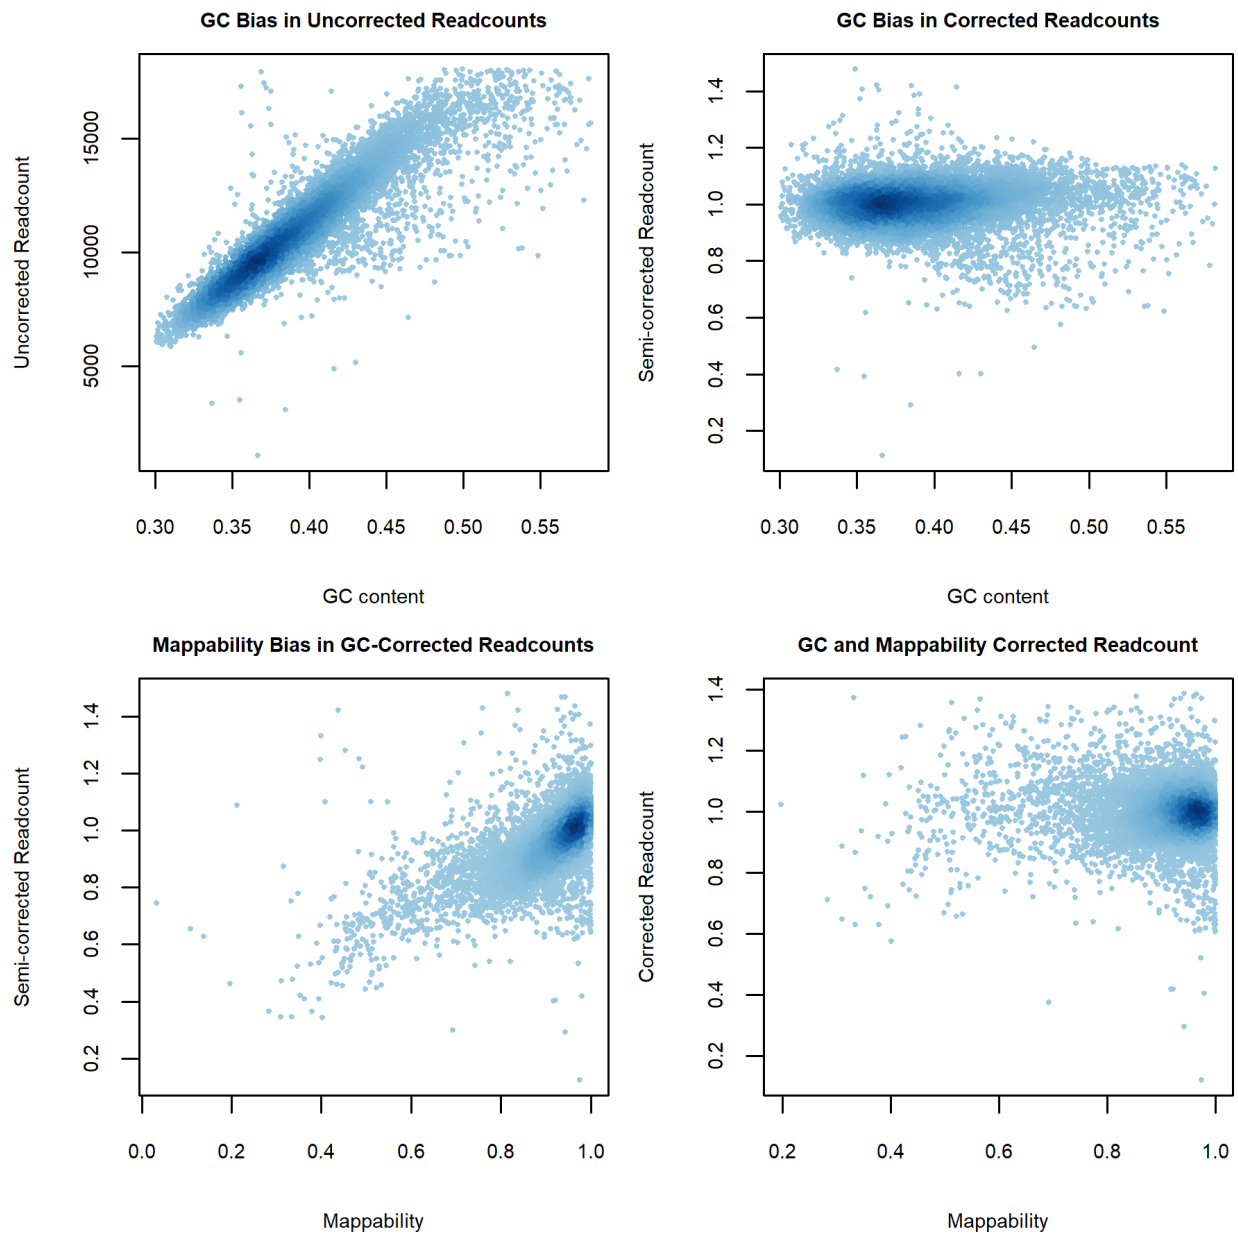 GC Bias in Uncorrected Readcounts
Uncorrected Readcount
15000
10000
5000
0.30 0.35 0.40 0.45 0.50 0.55
GC content
GC Bias in Corrected Readcounts
Semi-corrected Readcount
1.4
1.2
1.0
0.8
0.6
0.4
0.2
0.30 0.35 0.40 0.45 0.50 0.55
GC content
Mappability Bias in GC-Corrected Readcounts
Semi-corrected Readcount
1.4
1.2
1.0
0.8
0.6
0.4
0.2
0.0 0.2 0.4 0.6 0.8 1.0
Mappability
GC and Mappability Corrected Readcount
Corrected Readcount
1.4
1.2
1.0
0.8
0.6
0.4
0.2
0.2 0.4 0.6 0.8 1.0
Mappability